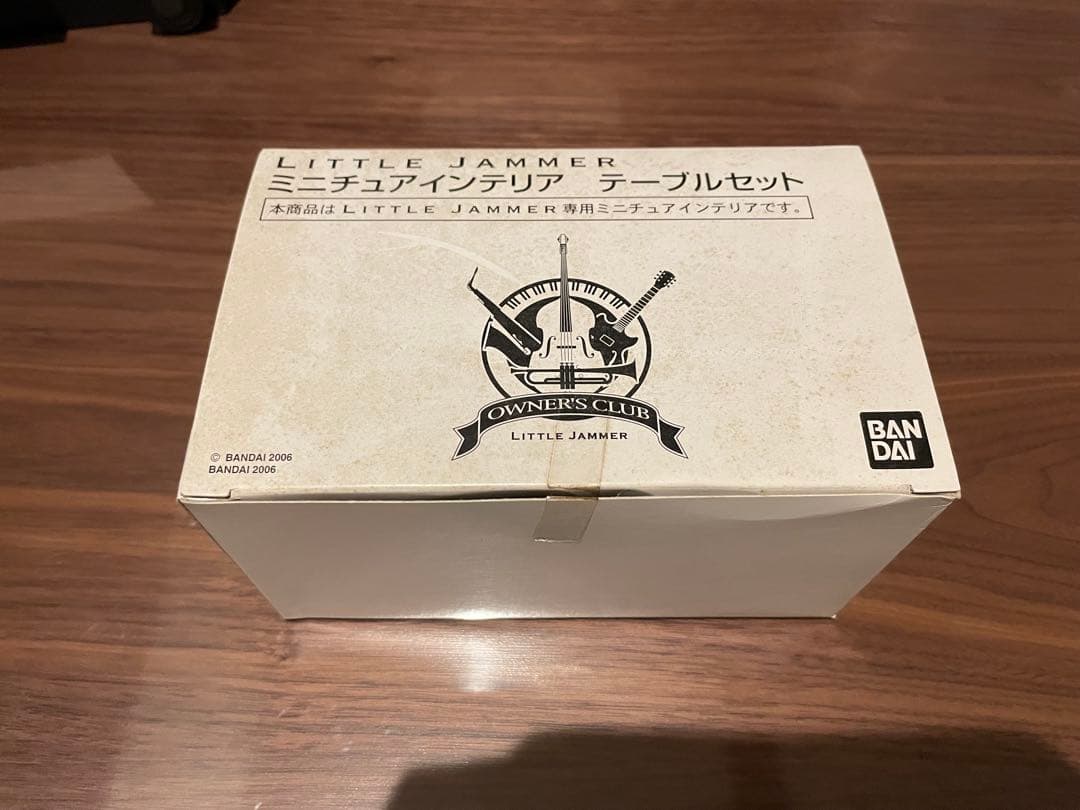 LITTLE JAMMER
ミニチュアインテリア　テーブルセット
本商品はLITTLE JAMMER専用ミニチュアインテリアです。
OWNER'S CLUB
LITTLE JAMMER
© BANDAI 2006
BANDAI 2006
BAN
DAI